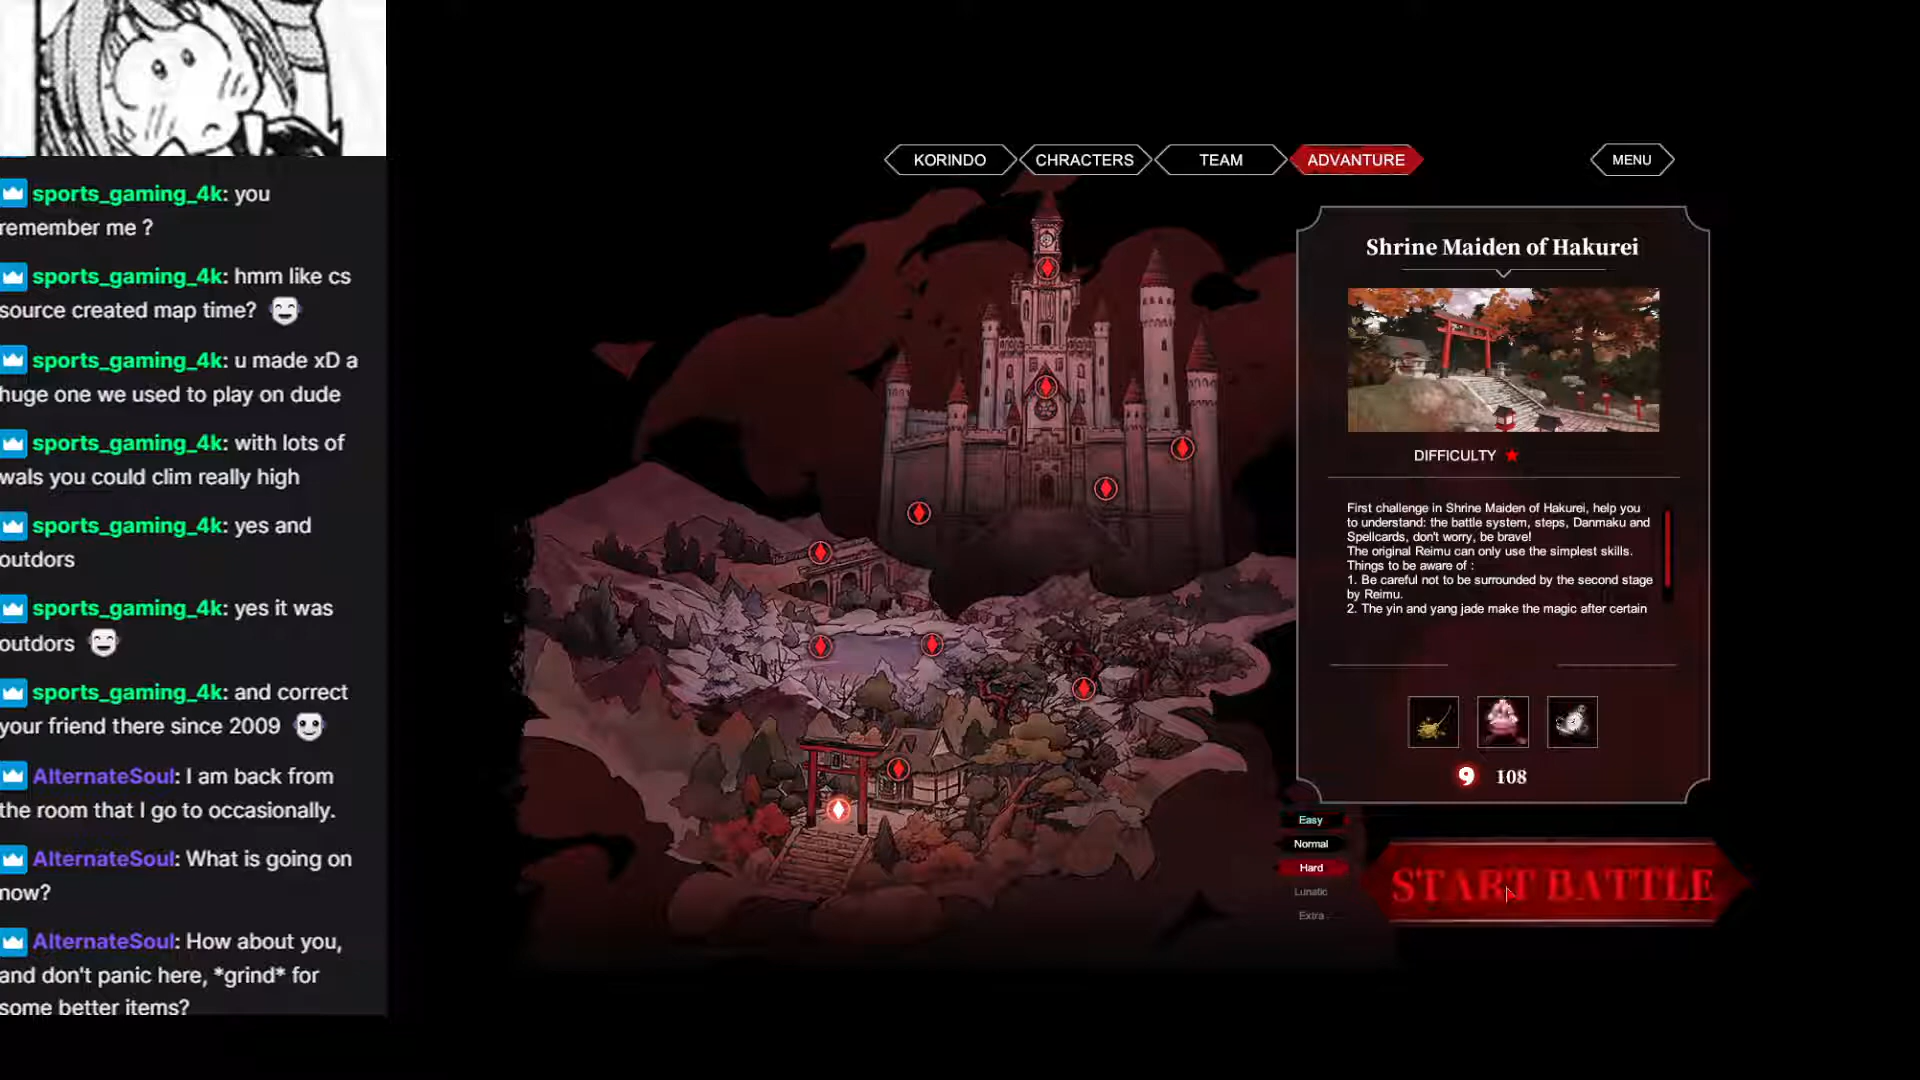 sports_gaming_4k: you
remember me ?
sports_gaming_4k: hmm like cs
source created map time?
sports_gaming_4k: u made xD a
huge one we used to play on dude
sports_gaming_4k: with lots of
wals you could clim really high
sports_gaming_4k: yes and
outdors
sports_gaming_4k: yes it was
outdors
sports_gaming_4k: and correct
your friend there since 2009
AlternateSoul: I am back from
the room that I go to occasionally.
AlternateSoul: What is going on
now?
AlternateSoul: How about you,
and don't panic here, *grind* for
some better items?
KORINDO
CHRACTERS
TEAM
ADVANTURE
MENU
Shrine Maiden of Hakurei
DIFFICULTY
First challenge in Shrine Maiden of Hakurei, help you
to understand: the battle system, steps, Danmaku and
Spellcards, don't worry, be brave!
The original Reimu can only use the simplest skills.
Things to be aware of :
1. Be careful not to be surrounded by the second stage
by Reimu.
2. The yin and yang jade make the magic after certain
108
Easy
Normal
Hard
Lunatic
Extra
START BATTLE